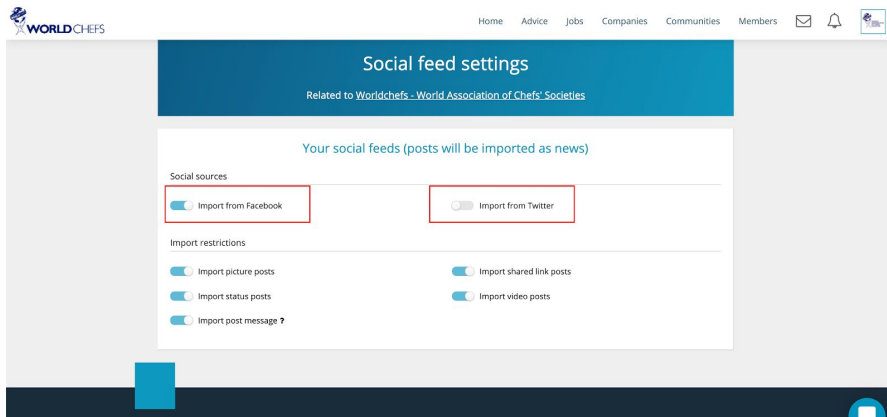 WORLDCHEFS
Home Advice Jobs Companies Communities Members
Social feed settings
Related to Worldchefs - World Association of Chefs' Societies
Your social feeds (posts will be imported as news)
Social sources
Import from Facebook
Import from Twitter
Import restrictions
Import picture posts
Import shared link posts
Import status posts
Import video posts
Import post message ?